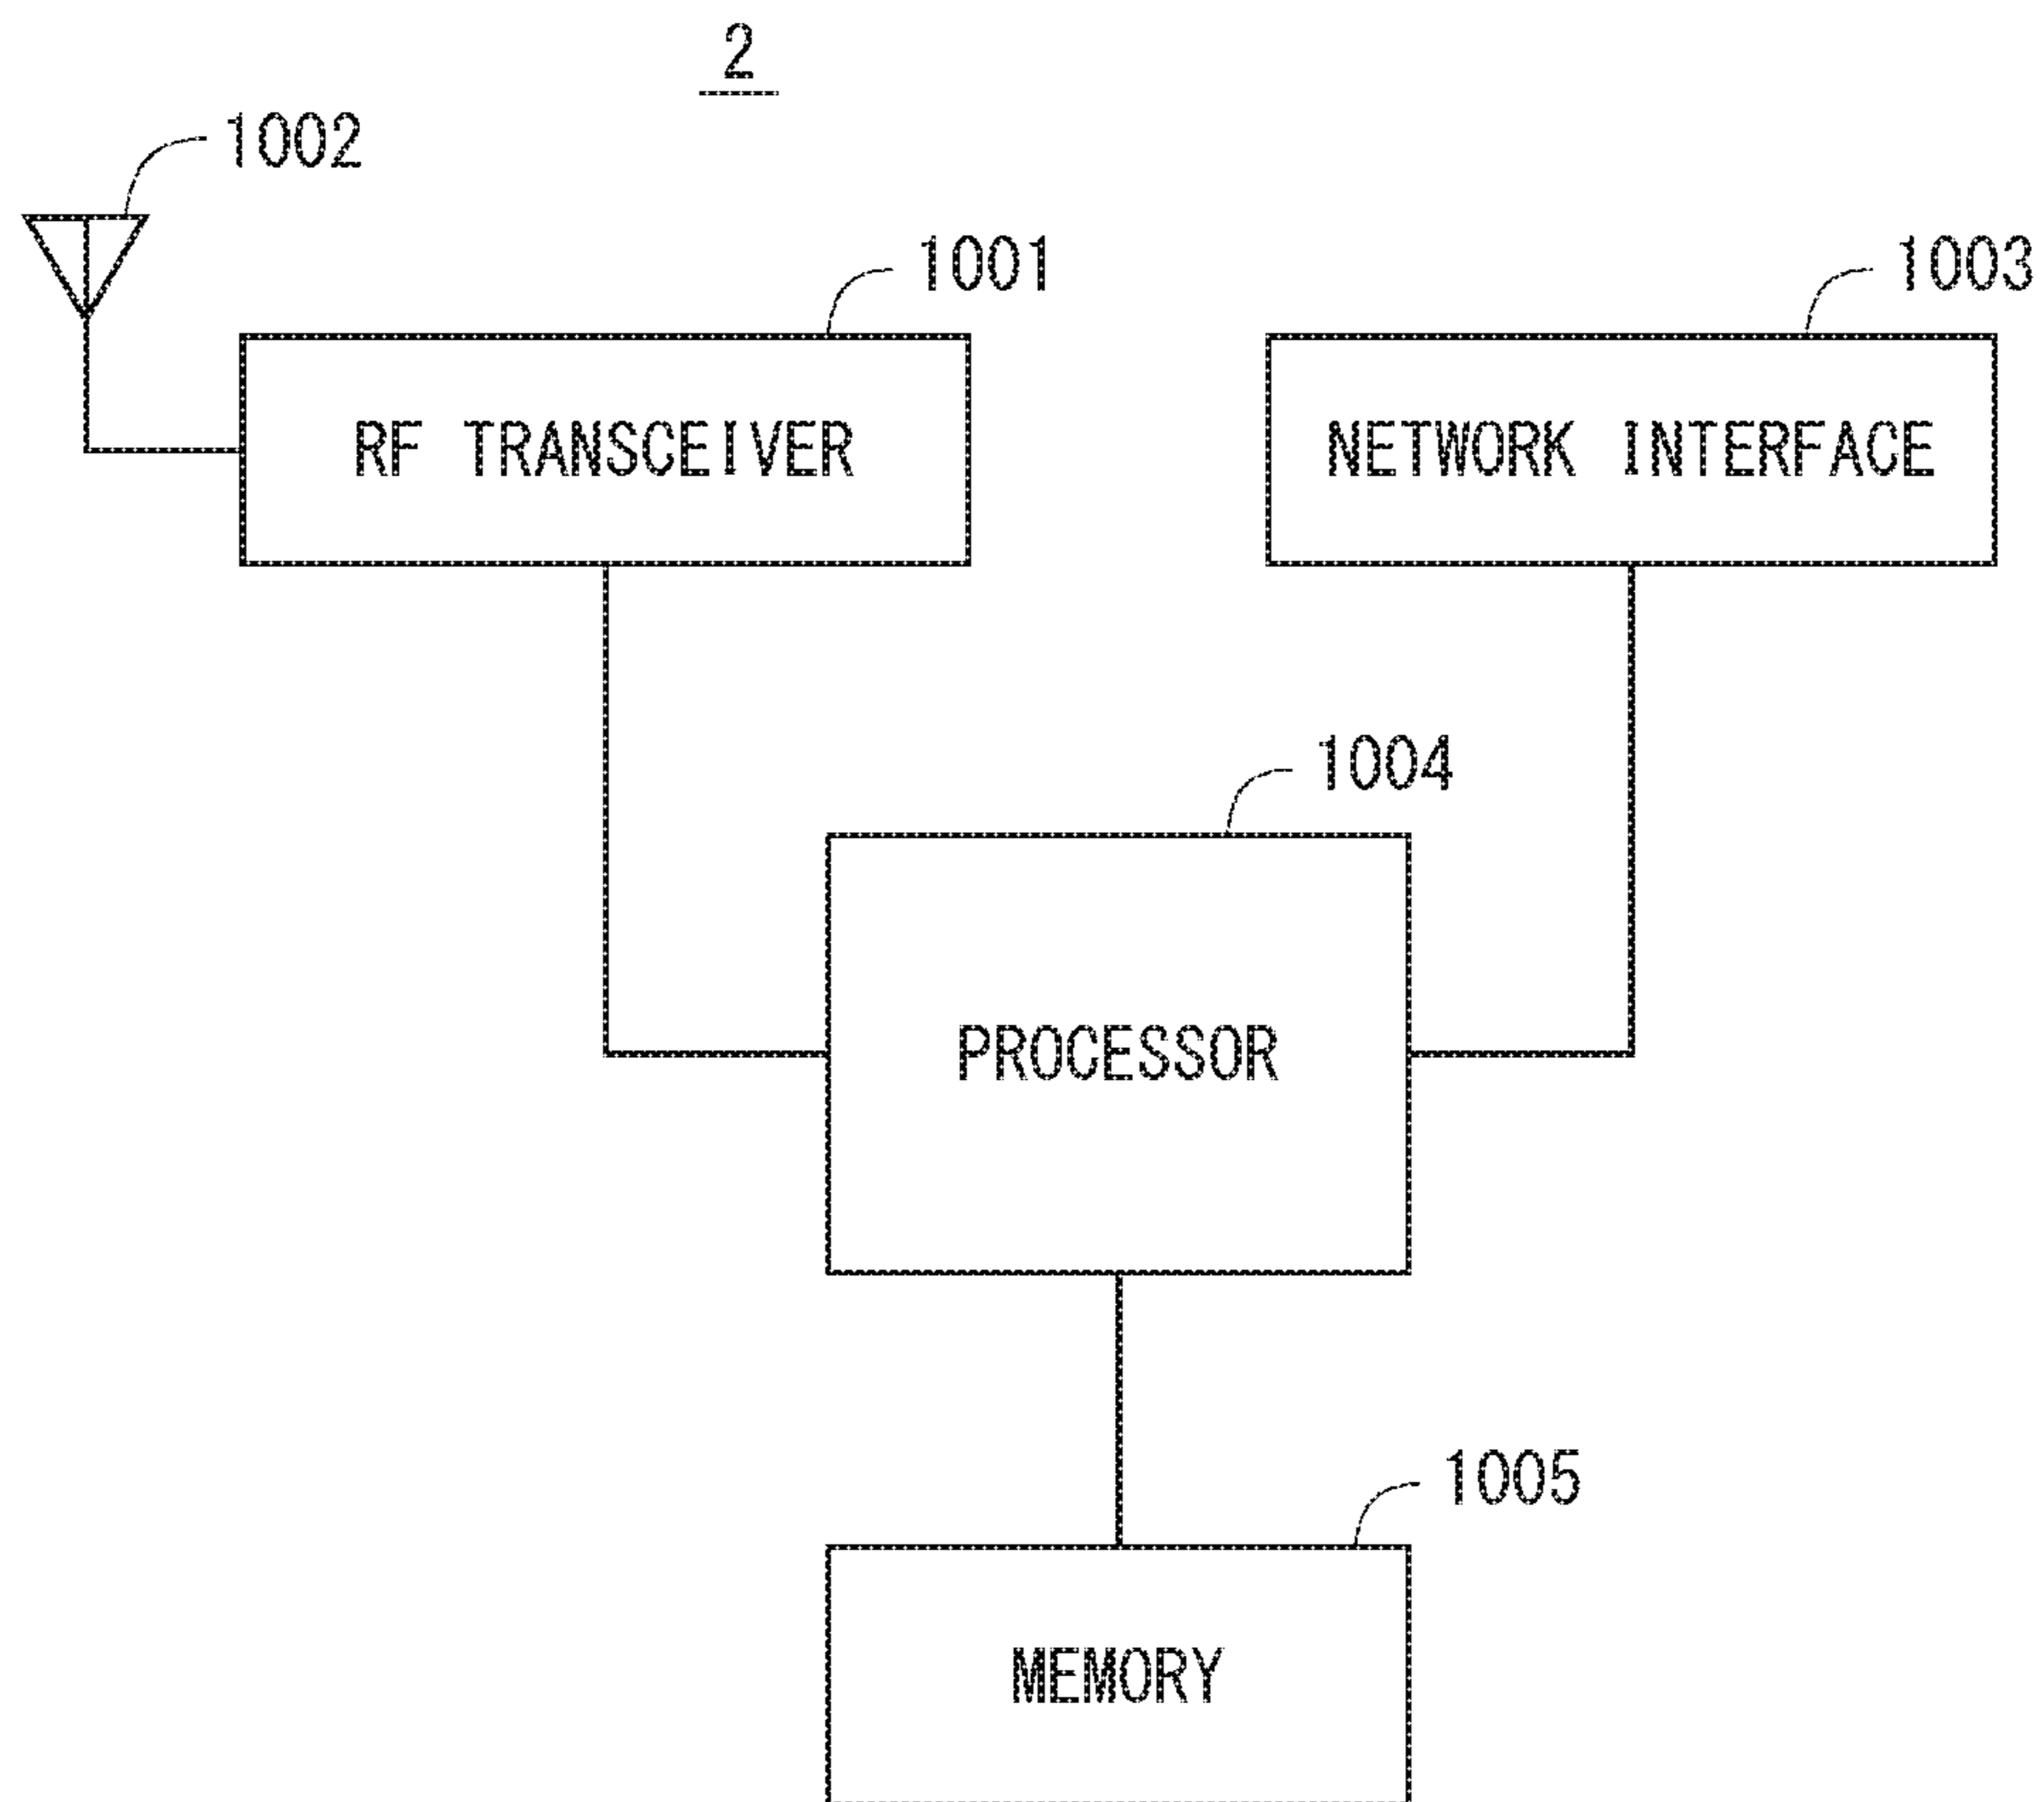 2
1002
1001
1003
RF TRANSCEIVER
NETWORK INTERFACE
1004
PROCESSOR
1005
MEMORY